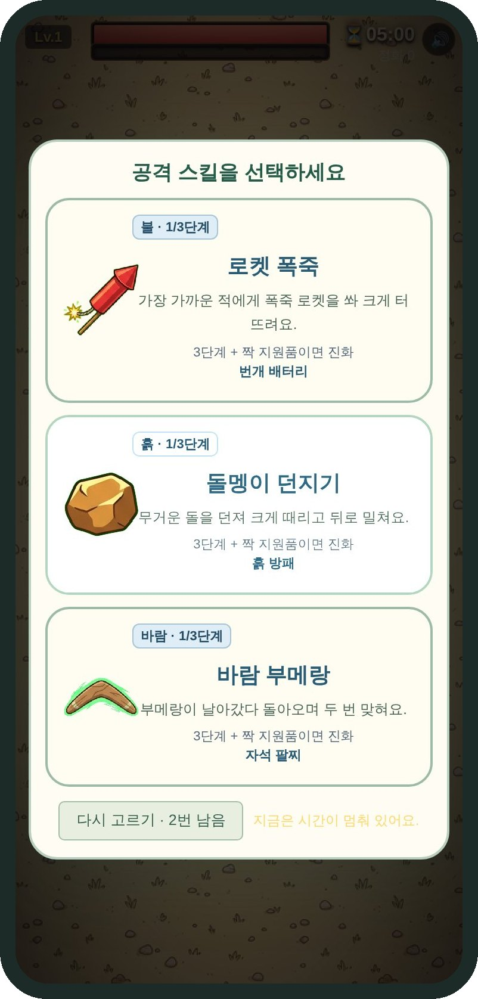 Lv.1
05:00
정화 0
공격 스킬을 선택하세요
불 · 1/3단계
로켓 폭죽
가장 가까운 적에게 폭죽 로켓을 쏴 크게 터
뜨려요.
3단계 + 짝 지원품이면 진화
번개 배터리
흙 · 1/3단계
돌멩이 던지기
무거운 돌을 던져 크게 때리고 뒤로 밀쳐요.
3단계 + 짝 지원품이면 진화
흙 방패
바람 · 1/3단계
바람 부메랑
부메랑이 날아갔다 돌아오며 두 번 맞혀요.
3단계 + 짝 지원품이면 진화
자석 팔찌
다시 고르기 · 2번 남음
지금은 시간이 멈춰 있어요.